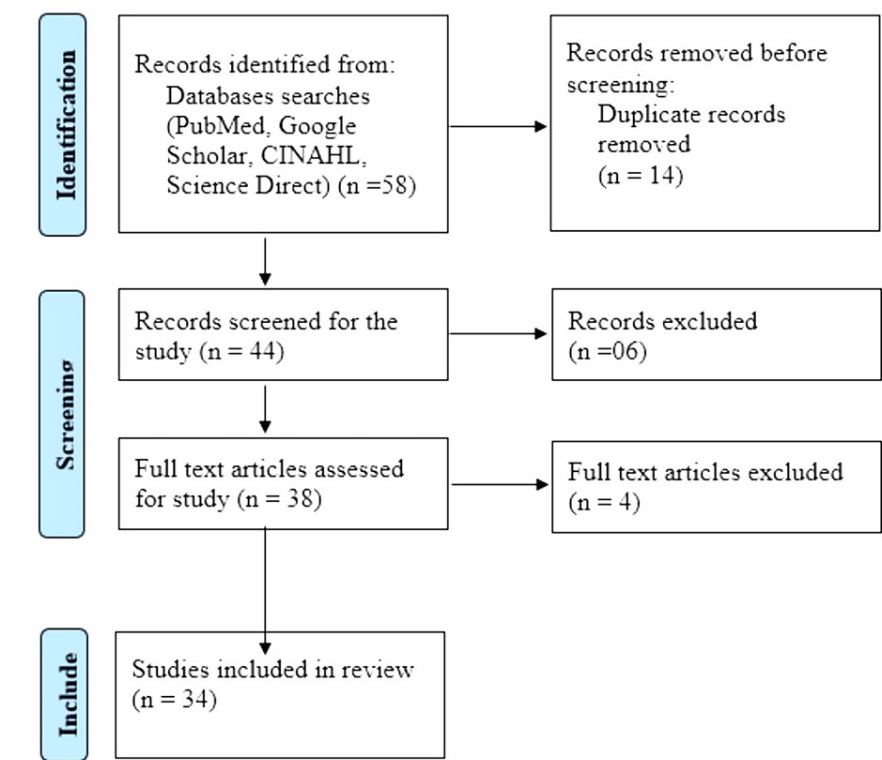 Identification
Records identified from:
Databases searches
(PubMed, Google
Scholar, CINAHL,
Science Direct) (n =58)
Records removed before
screening:
Duplicate records
removed
(n = 14)
Screening
Records screened for the
study (n = 44)
Records excluded
(n =06)
Full text articles assessed
for study (n = 38)
Full text articles excluded
(n = 4)
Include
Studies included in review
(n = 34)